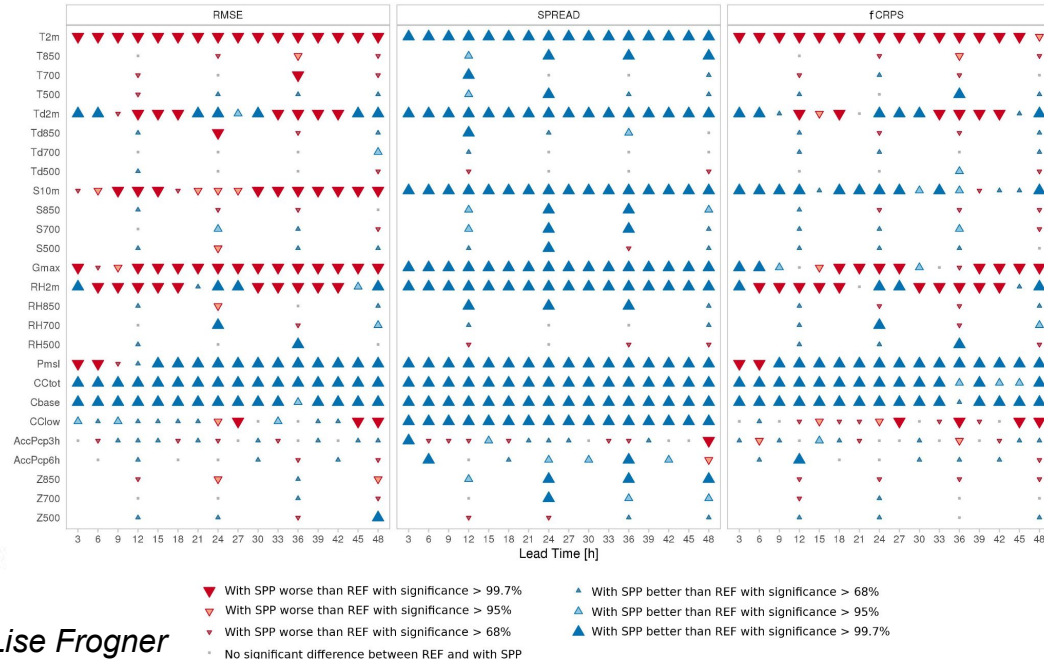 RMSE
SPREAD
fCRPS
T2m
T850
T700
T500
Td2m
Td850
Td700
Td500
S10m
S850
S700
S500
Gmax
RH2m
RH850
RH700
RH500
Pmsl
CCtot
Cbase
CClow
AccPcp3h
AccPcp6h
Z850
Z700
Z500
3 6 9 12 15 18 21 24 27 30 33 36 39 42 45 48
3 6 9 12 15 18 21 24 27 30 33 36 39 42 45 48
3 6 9 12 15 18 21 24 27 30 33 36 39 42 45 48
Lead Time [h]
With SPP worse than REF with significance > 99.7%
With SPP worse than REF with significance > 95%
With SPP worse than REF with significance > 68%
No significant difference between REF and with SPP
With SPP better than REF with significance > 68%
With SPP better than REF with significance > 95%
With SPP better than REF with significance > 99.7%
Lise Frogner